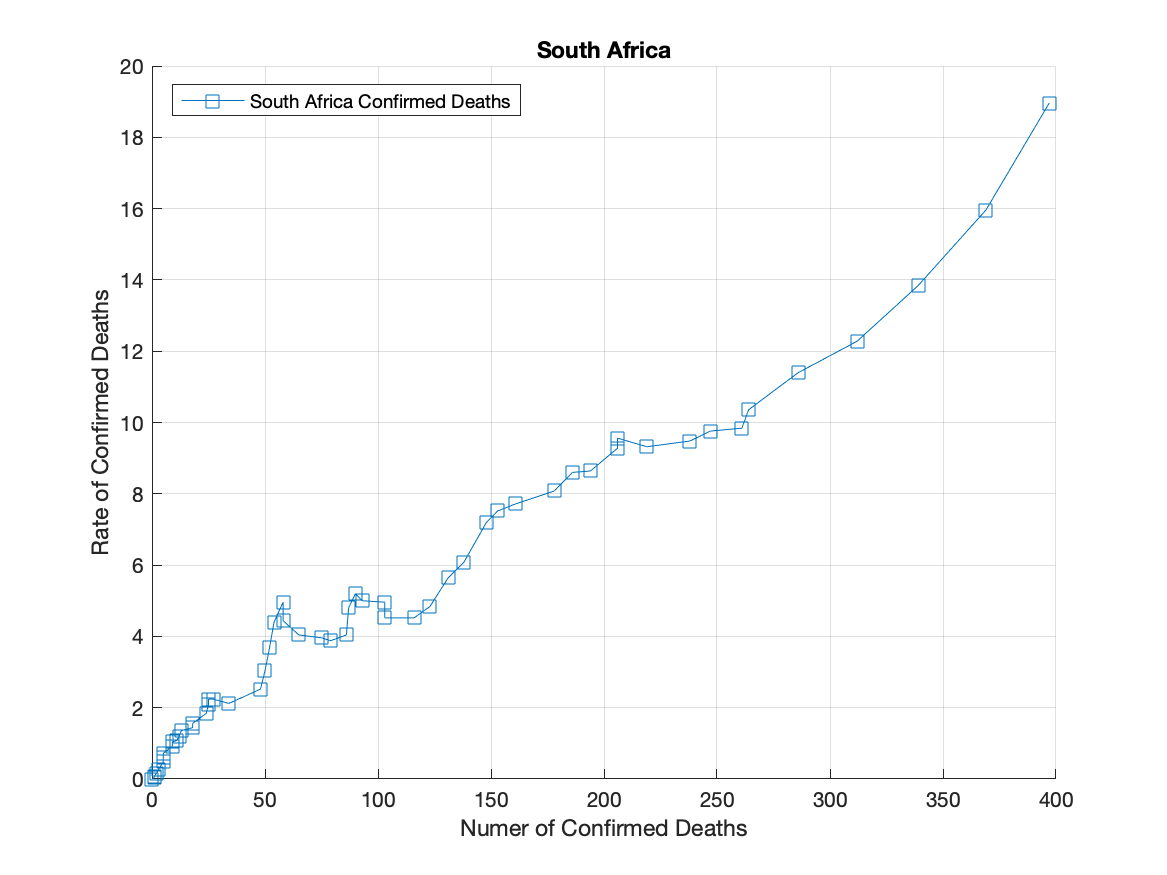 South Africa
South Africa Confirmed Deaths
20
18
16
14
12
10
8
6
4
2
0
Rate of Confirmed Deaths
0 50 100 150 200 250 300 350 400
Numer of Confirmed Deaths